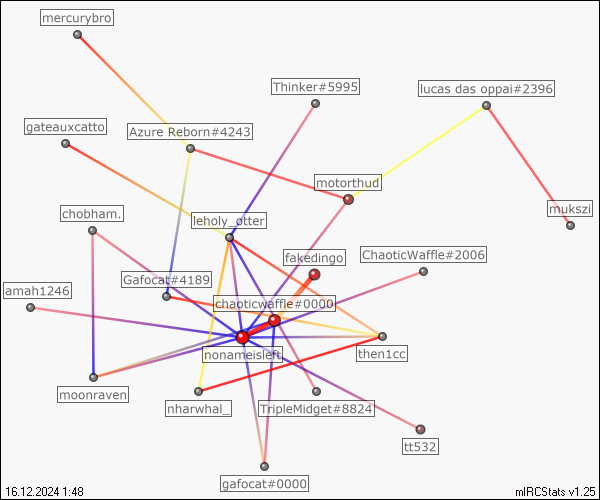 mercurybro
Thinker#5995
lucas das oppai#2396
gateauxcatto
Azure Reborn#4243
motorthud
mukszi
chobham.
leholy_otter
fakedingo
ChaoticWaffle#2006
Gafocat#4189
amah1246
chaoticwaffle#0000
nonameisleft
then1cc
moonraven
nharwhal_
TripleMidget#8824
tt532
gafocat#0000
16.12.2024 1:48
mIRCStats v1.25